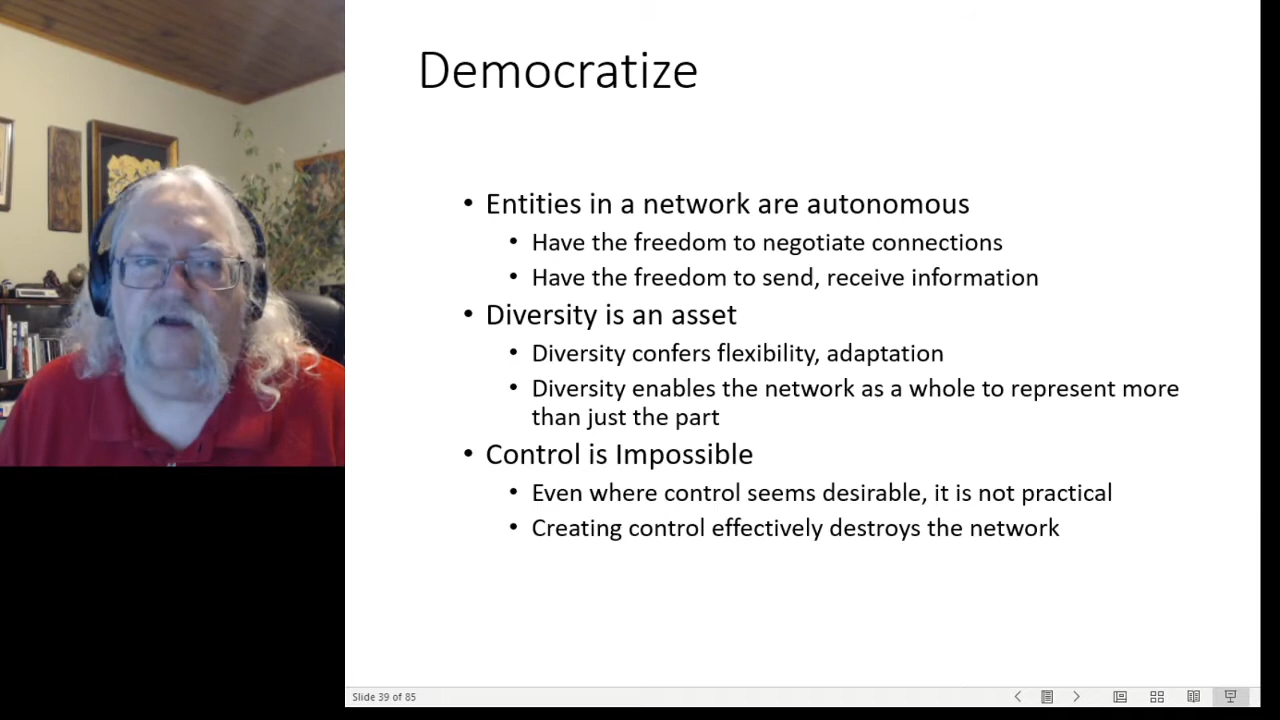 Democratize
• Entities in a network are autonomous
• Have the freedom to negotiate connections
• Have the freedom to send, receive information
• Diversity is an asset
• Diversity confers flexibility, adaptation
• Diversity enables the network as a whole to represent more
than just the part
• Control is Impossible
• Even where control seems desirable, it is not practical
• Creating control effectively destroys the network
Slide 39 of 85